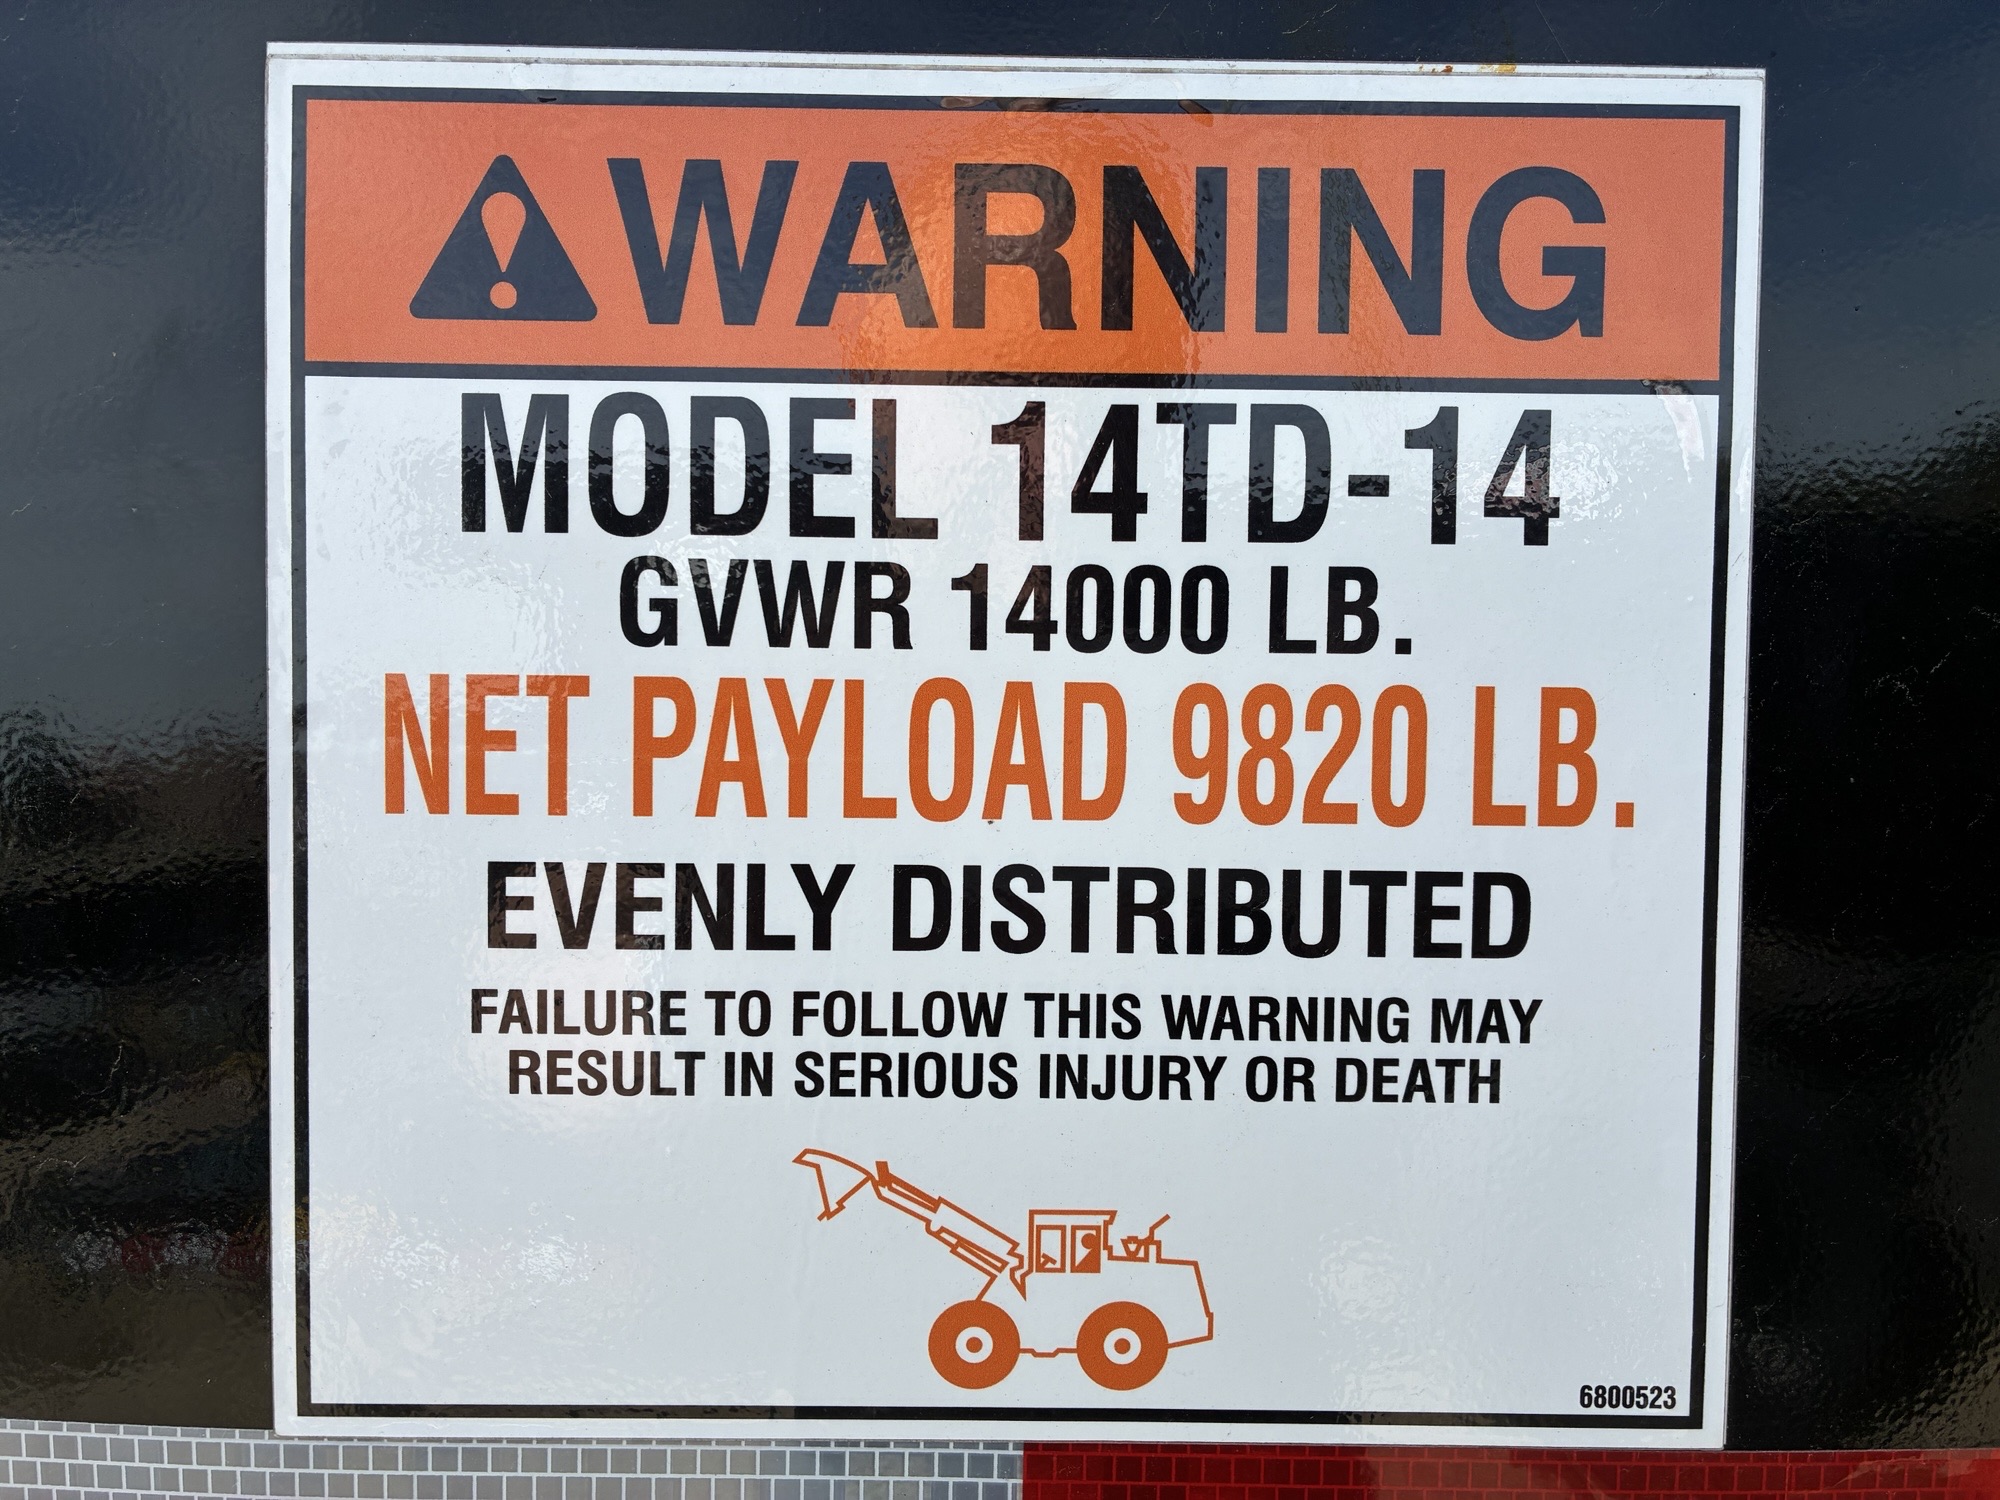 WARNING
MODEL 14TD-14
GVWR 14000 LB.
NET PAYLOAD 9820 LB.
EVENLY DISTRIBUTED
FAILURE TO FOLLOW THIS WARNING MAY
RESULT IN SERIOUS INJURY OR DEATH
6800523